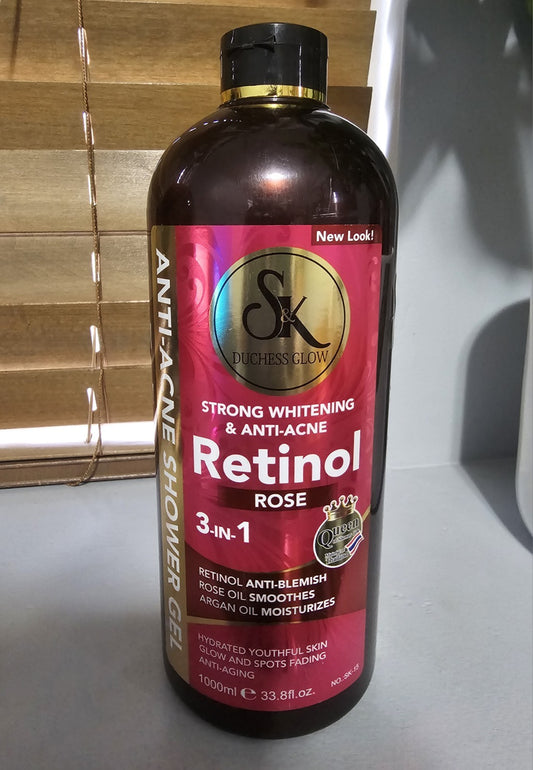 New Look!
S&K
DUCHESS GLOW
ANTI-ACNE SHOWER GEL
STRONG WHITENING
& ANTI-ACNE
Retinol
ROSE
3-IN-1
Queen
RETINOL ANTI-BLEMISH
ROSE OIL SMOOTHES
ARGAN OIL MOISTURIZES
HYDRATED YOUTHFUL SKIN
GLOW AND SPOTS FADING
ANTI-AGING
NO.:SK-15
1000ml e 33.8fl.oz.